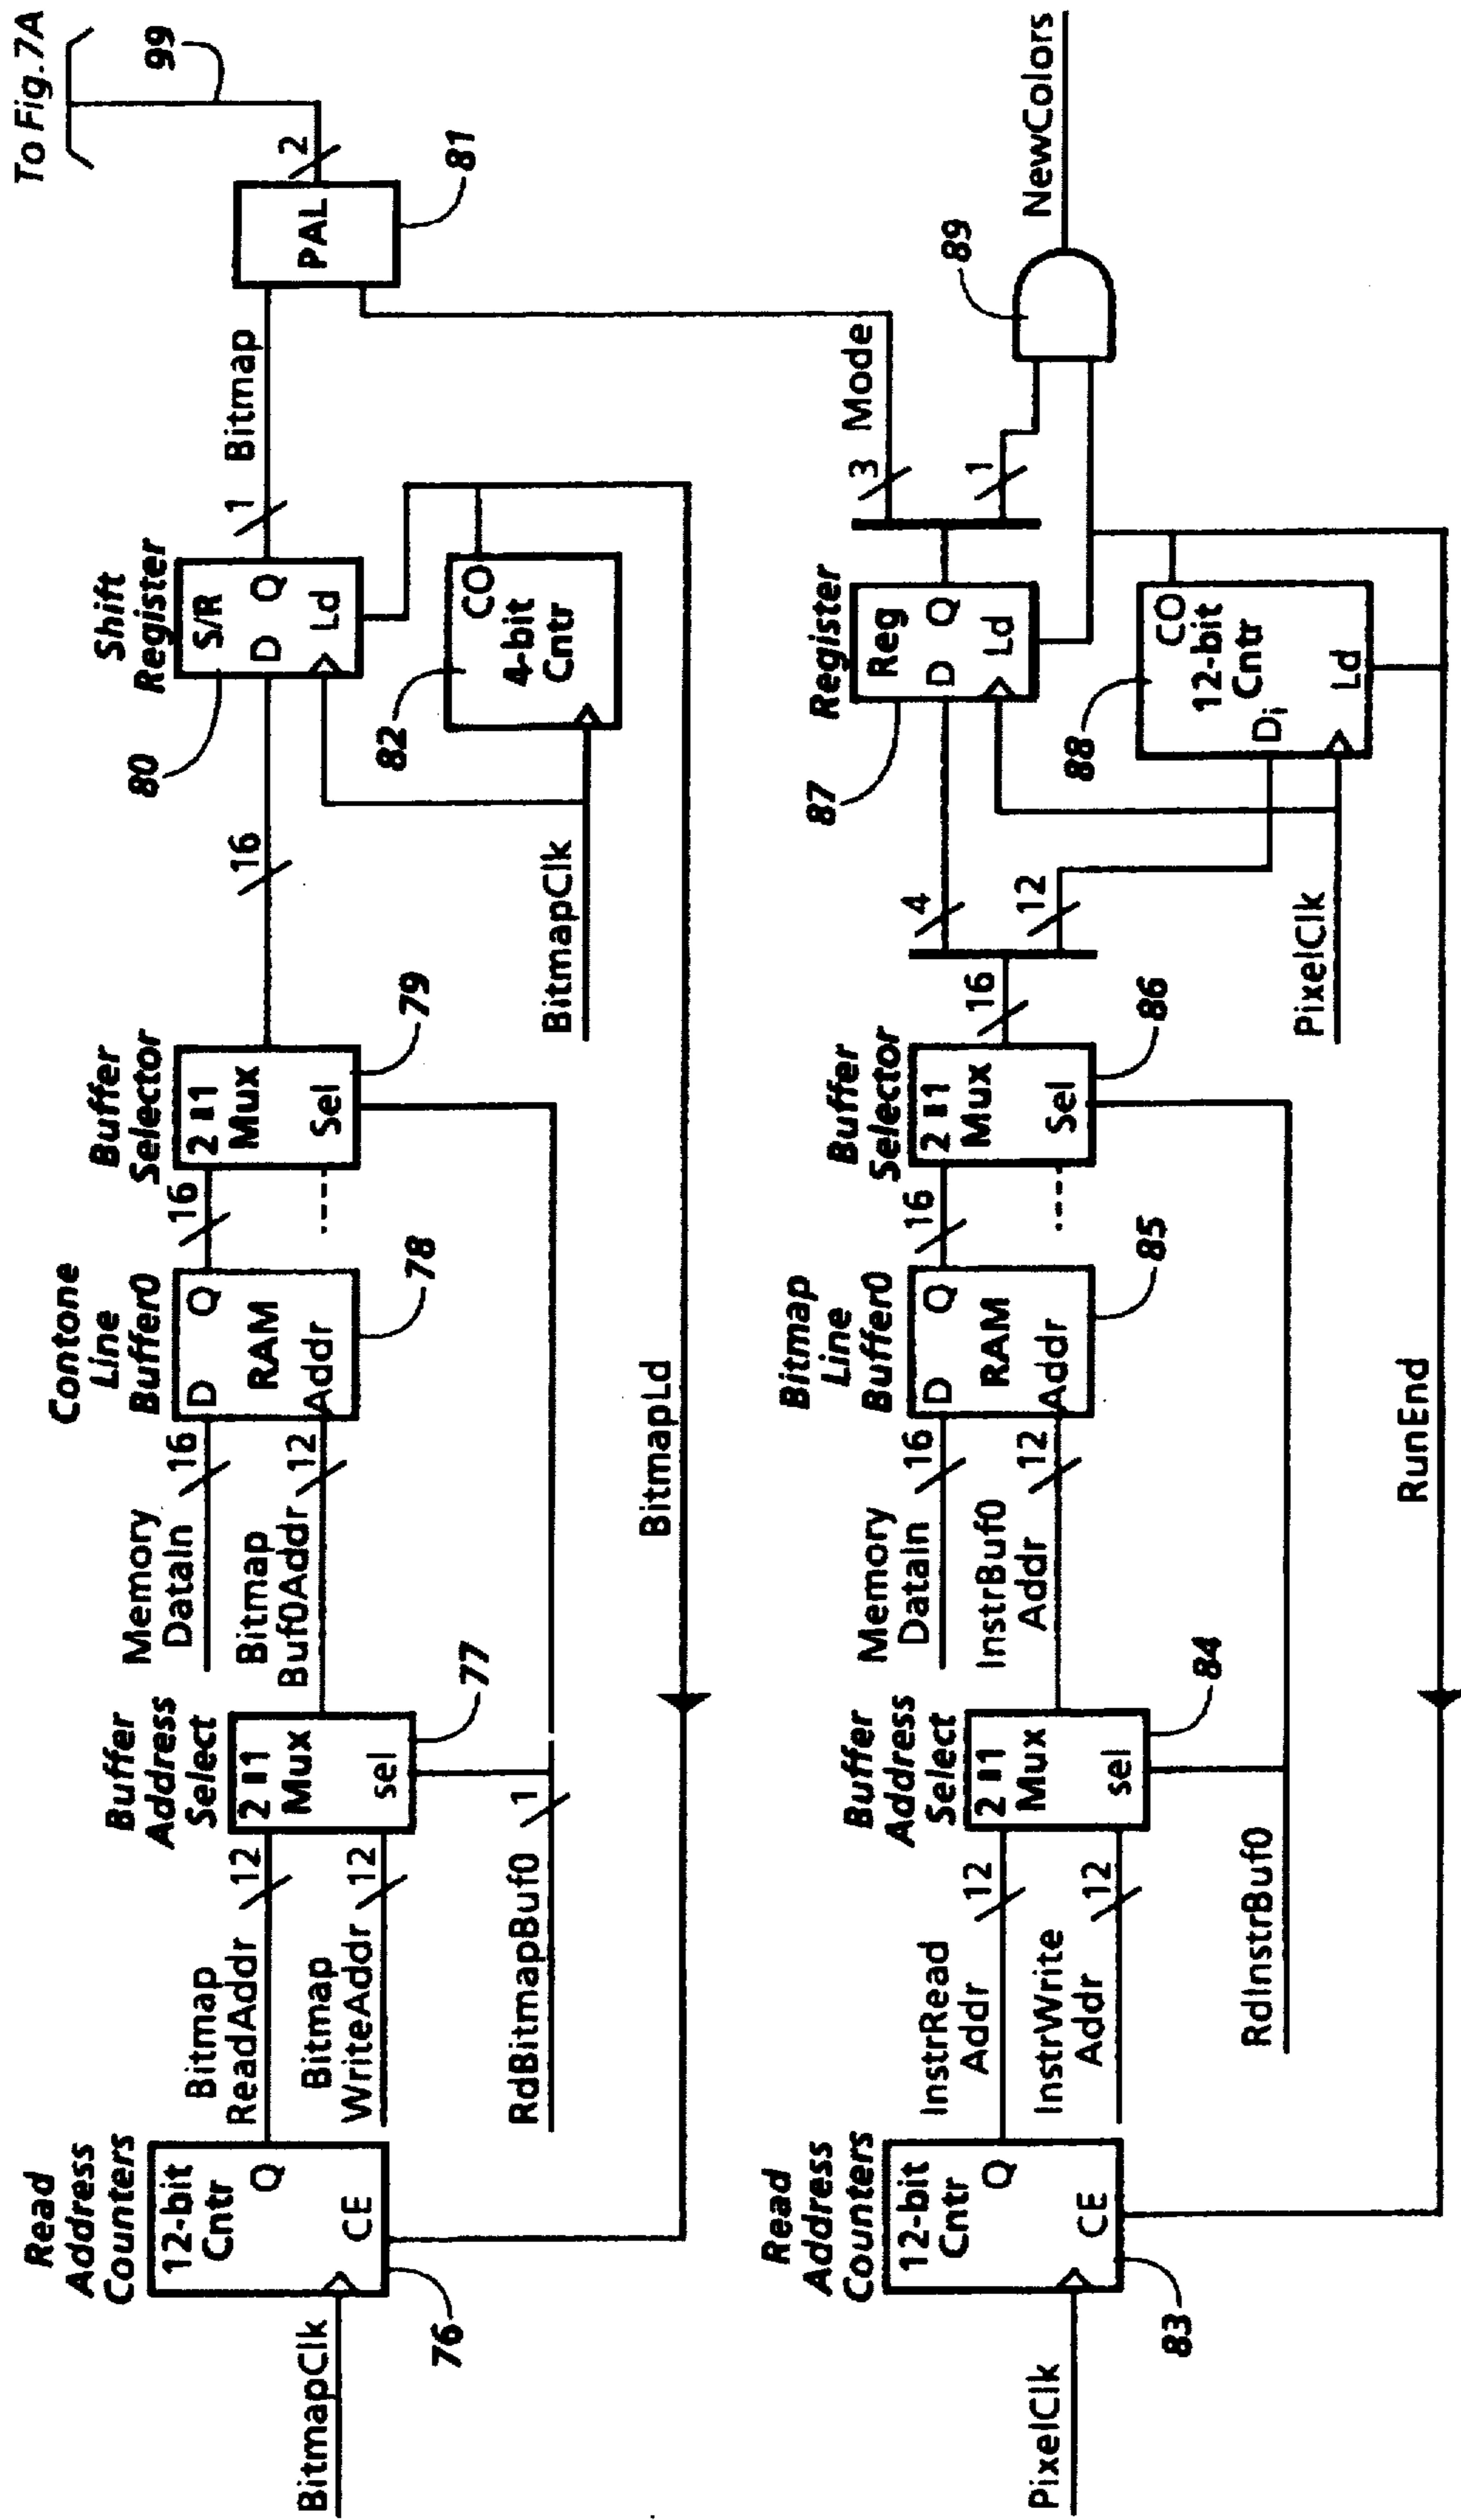 To Fig. 7A
99
Read
Address
Counters
12-bit
Cntr
Q
CE
BitmapClk
76
Bitmap
ReadAddr
12
Bitmap
WriteAddr
12
RdBitmapBuf0
1
Buffer
Address
Select
2 1
Mux
sel
77
Memory
DataIn
16
Bitmap
Buf0Addr
12
Contone
Line
Buffer0
D Q
RAM
Addr
78
16
Buffer
Selector
2 1
Mux
Sel
79
16
BitmapClk
BitmapLd
Shift
Register
S/R
D Q
Ld
80
CO
4-bit
Cntr
82
1 Bitmap
PAL
81
2
Read
Address
Counters
12-bit
Cntr
Q
CE
PixelClk
83
InstrRead
Addr
12
InstrWrite
Addr
12
RdInstrBuf0
Buffer
Address
Select
2 1
Mux
sel
84
Memory
DataIn
16
InstrBuf0
Addr
12
Bitmap
Line
Buffer0
D Q
RAM
Addr
85
16
Buffer
Selector
2 1
Mux
Sel
86
16
4
12
PixelClk
RunEnd
Register
Reg
D Q
Ld
87
CO
12-bit
Cntr
Di
Ld
88
3 Mode
1
89
NewColors